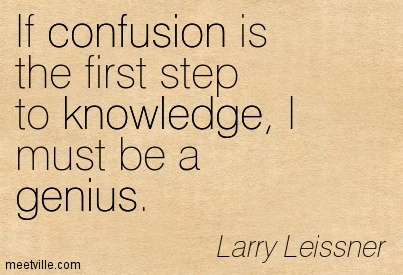 If confusion is
the first step
to knowledge, I
must be a
genius.
Larry Leissner
meetville.com